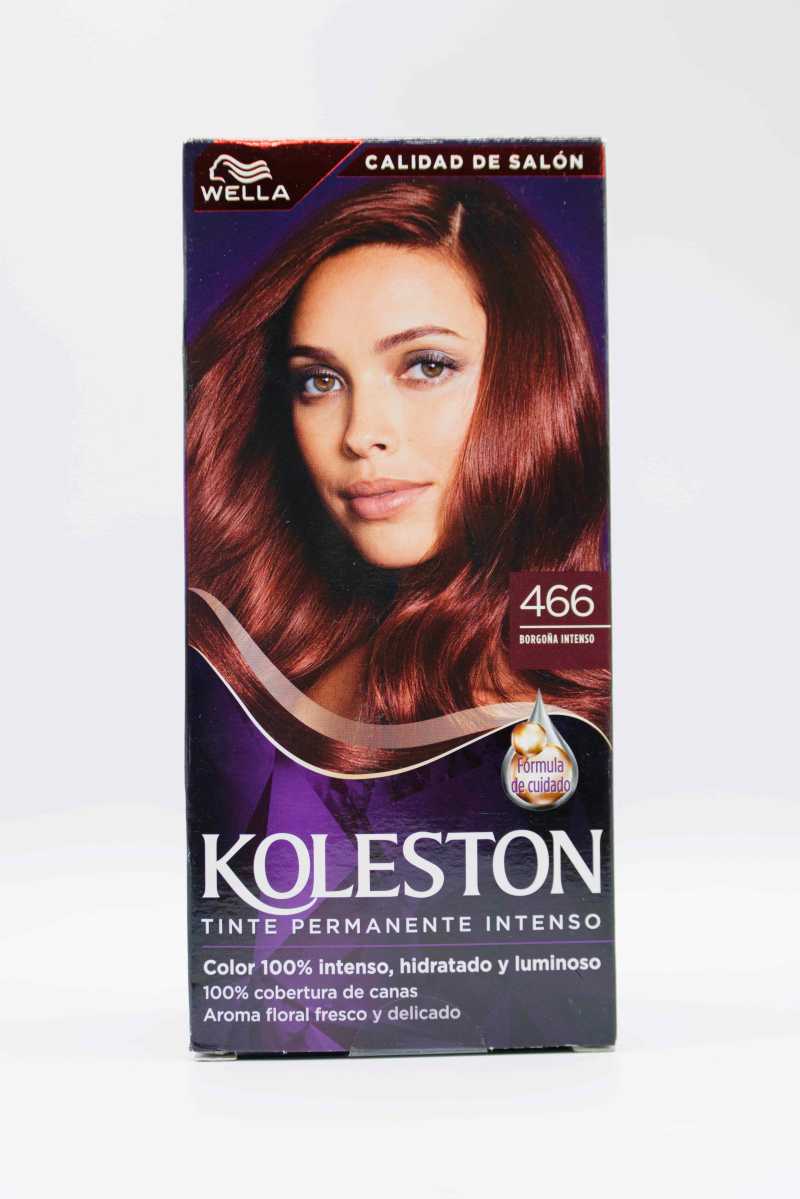 WELLA
CALIDAD DE SALÓN
466
BORGOÑA INTENSO
Fórmula
de cuidado
KOLESTON
TINTE PERMANENTE INTENSO
Color 100% intenso, hidratado y luminoso
100% cobertura de canas
Aroma floral fresco y delicado